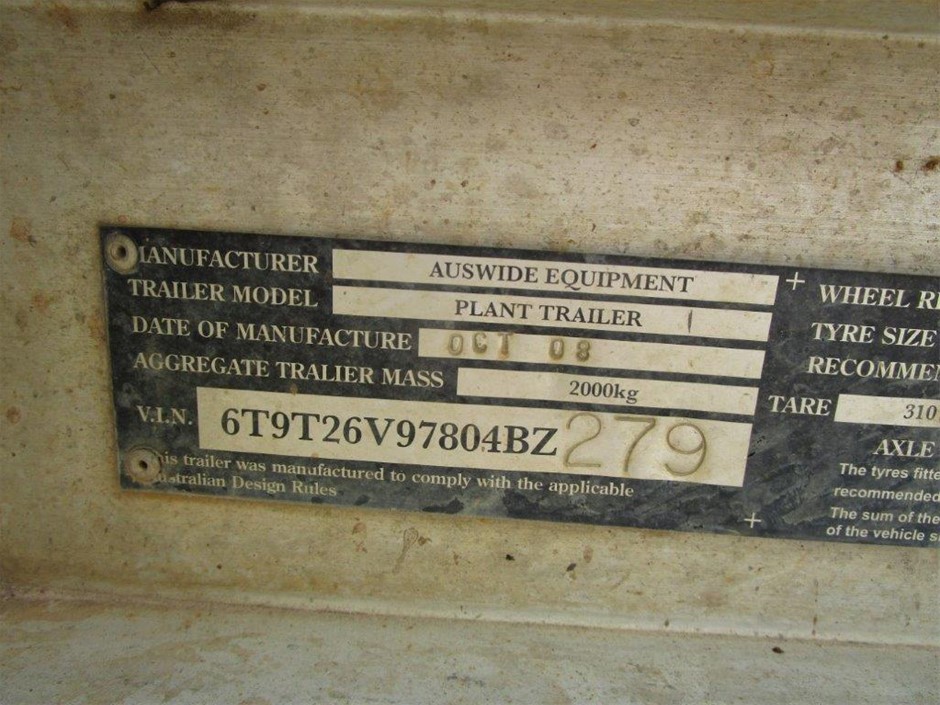 MANUFACTURER AUSWIDE EQUIPMENT
TRAILER MODEL PLANT TRAILER
DATE OF MANUFACTURE OCT 08
AGGREGATE TRALIER MASS 2000kg
V.I.N. 6T9T26V97804BZ279
This trailer was manufactured to comply with the applicable
Australian Design Rules
WHEEL
TYRE SIZE
TARE 310
AXLE
The tyres
recommended
The sum of the
of the vehicle